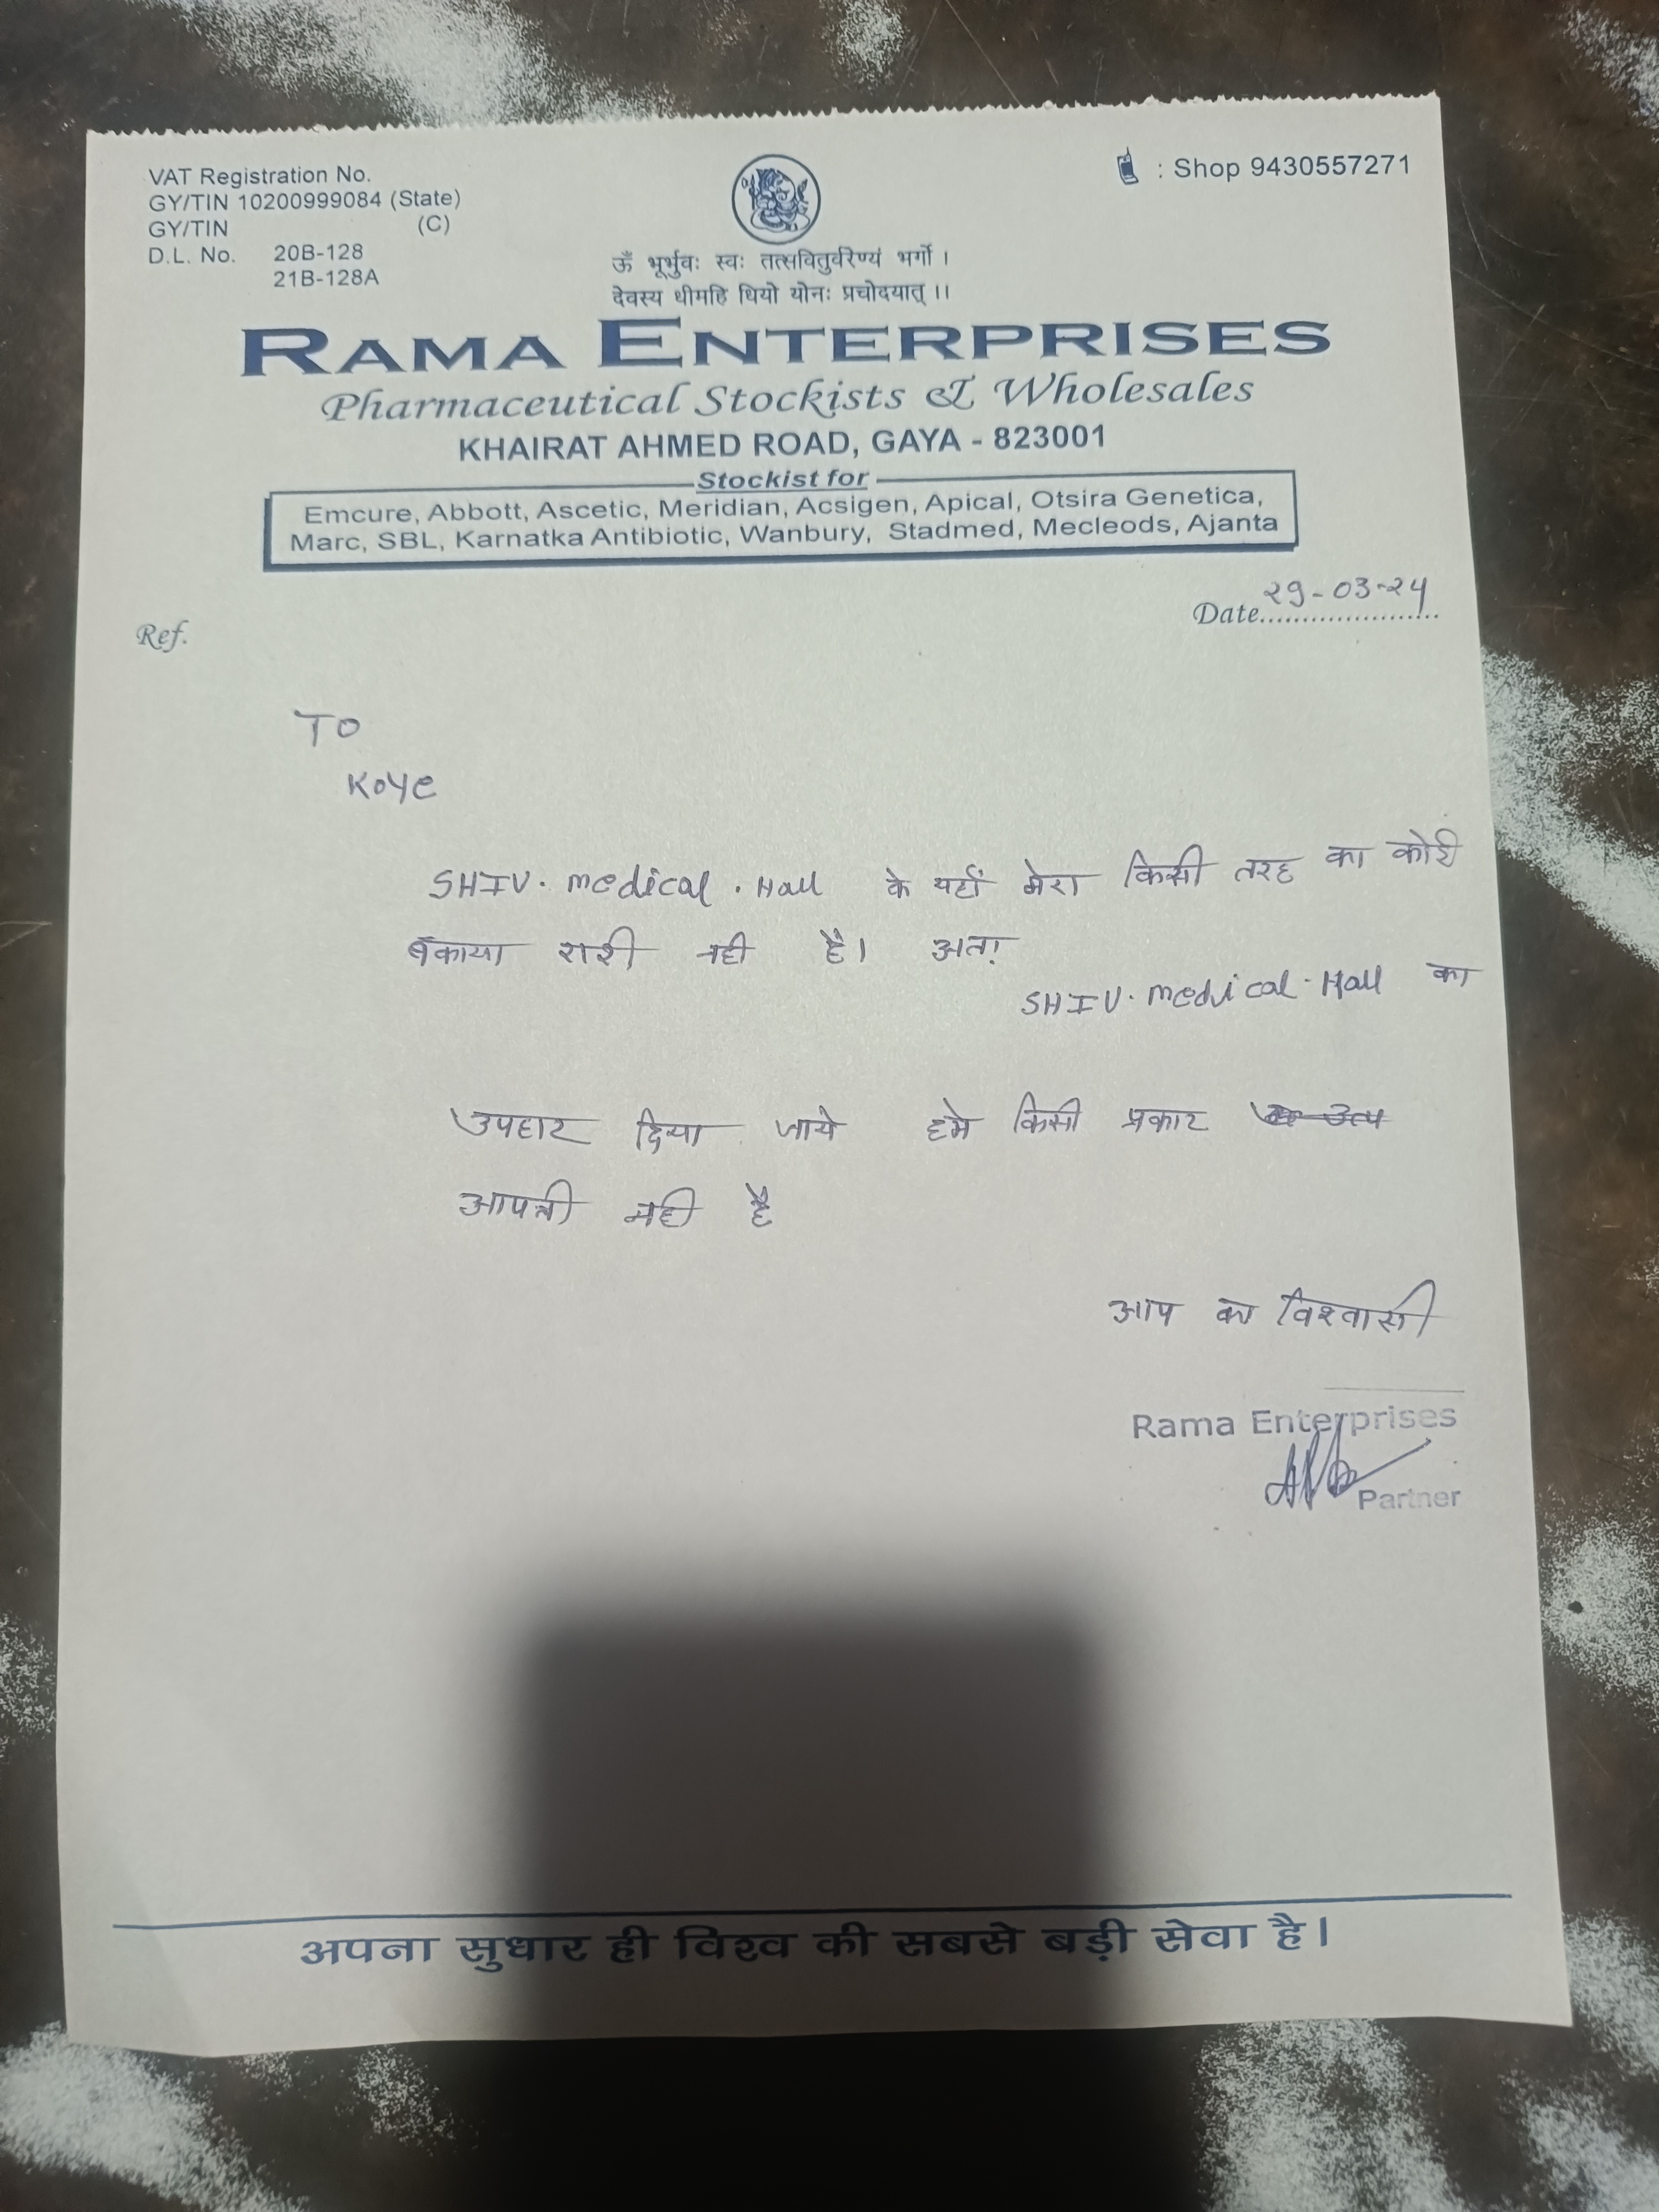 VAT Registration No.
GY/TIN 10200999084 (State)
GY/TIN (C)
D.L. No. 20B-128
21B-128A
: Shop 9430557271
ॐ भूर्भुवः स्वः तत्सवितुर्वरेण्यं भर्गो ।
देवस्य धीमहि धियो योनः प्रचोदयात् ।।
RAMA ENTERPRISES
Pharmaceutical Stockists & Wholesales
KHAIRAT AHMED ROAD, GAYA - 823001
Stockist for
Emcure, Abbott, Ascetic, Meridian, Acsigen, Apical, Otsira Genetica,
Marc, SBL, Karnatka Antibiotic, Wanbury, Stadmed, Mecleods, Ajanta
Date 29-03-24
Ref.
TO
Koye
SHIV. medical. Hall के यहाँ मेरा किसी तरह का कोई
बकाया राशी नही है। अतः
SHIV. medical. Hall का
उपहार दिया जाये हमे किसी प्रकार
आपती नही है
आप का विश्वासी
Rama Enterprises
Partner
अपना सुधार ही विश्व की सबसे बड़ी सेवा है।